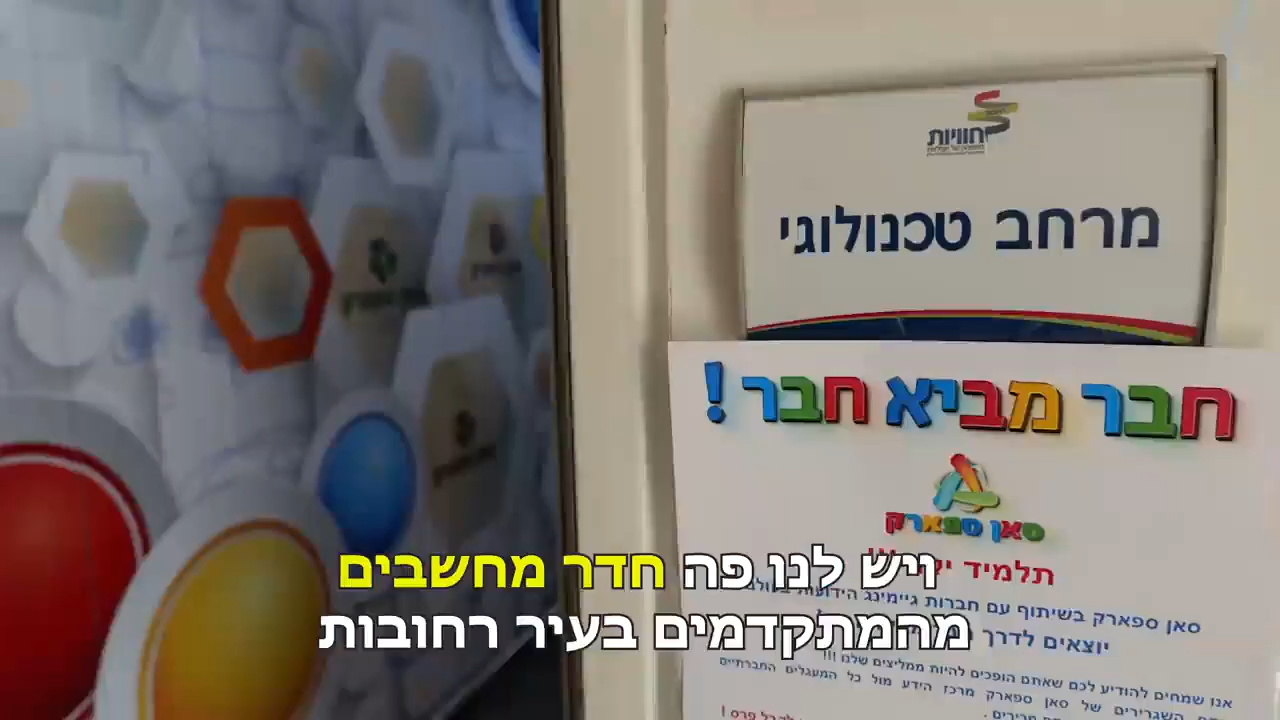 חוויות
מרחב טכנולוגי
חבר מביא חבר !
סאן ספארק
תלמיד
סאן ספארק בשיתוף עם חברות גיימינג הידועות
יוצאים לדרך
אנו שמחים להודיע לכם שאתם הופכים להיות ממליצים שלנו !!!
השגרירים של סאן ספארק מרכז הידע מול כל המעגלים החברתיים
ויש לנו פה חדר מחשבים
מהמתקדמים בעיר רחובות